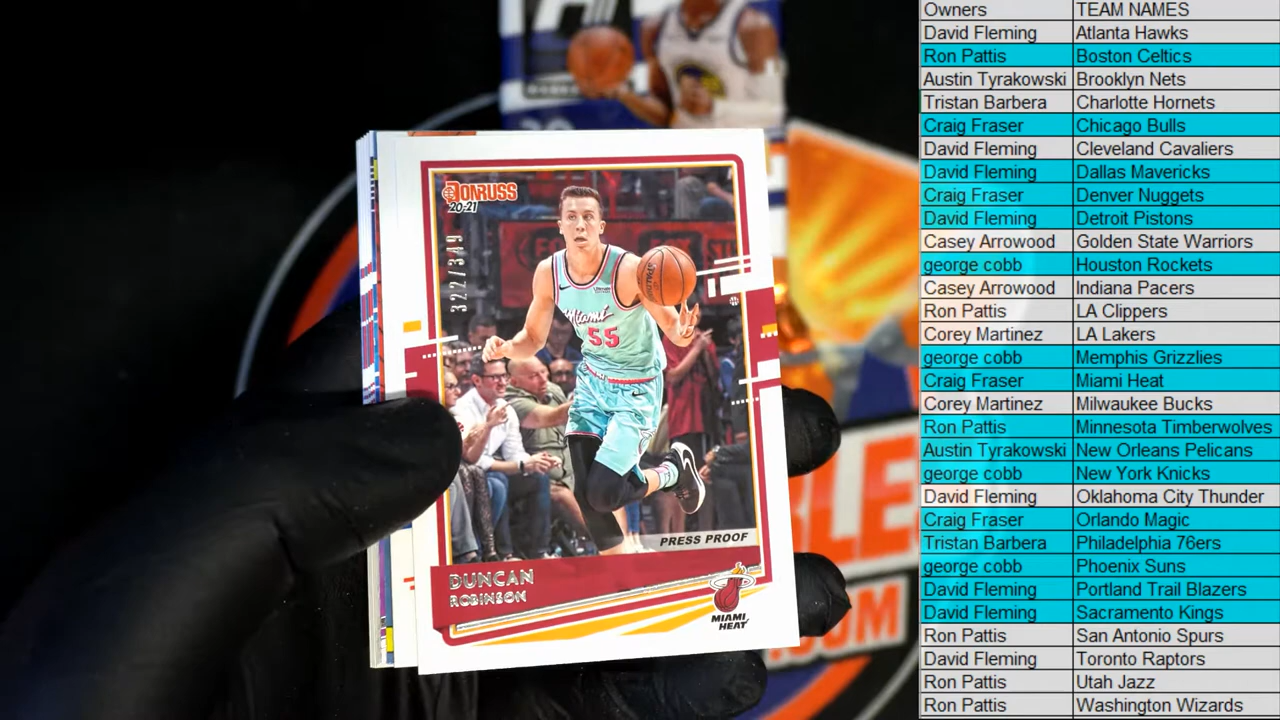 DONRUSS
20-21
322/349
Miami
55
PRESS PROOF
DUNCAN
ROBINSON
MIAMI
HEAT
Owners TEAM NAMES
David Fleming Atlanta Hawks
Ron Pattis Boston Celtics
Austin Tyrakowski Brooklyn Nets
Tristan Barbera Charlotte Hornets
Craig Fraser Chicago Bulls
David Fleming Cleveland Cavaliers
David Fleming Dallas Mavericks
Craig Fraser Denver Nuggets
David Fleming Detroit Pistons
Casey Arrowood Golden State Warriors
george cobb Houston Rockets
Casey Arrowood Indiana Pacers
Ron Pattis LA Clippers
Corey Martinez LA Lakers
george cobb Memphis Grizzlies
Craig Fraser Miami Heat
Corey Martinez Milwaukee Bucks
Ron Pattis Minnesota Timberwolves
Austin Tyrakowski New Orleans Pelicans
george cobb New York Knicks
David Fleming Oklahoma City Thunder
Craig Fraser Orlando Magic
Tristan Barbera Philadelphia 76ers
george cobb Phoenix Suns
David Fleming Portland Trail Blazers
David Fleming Sacramento Kings
Ron Pattis San Antonio Spurs
David Fleming Toronto Raptors
Ron Pattis Utah Jazz
Ron Pattis Washington Wizards